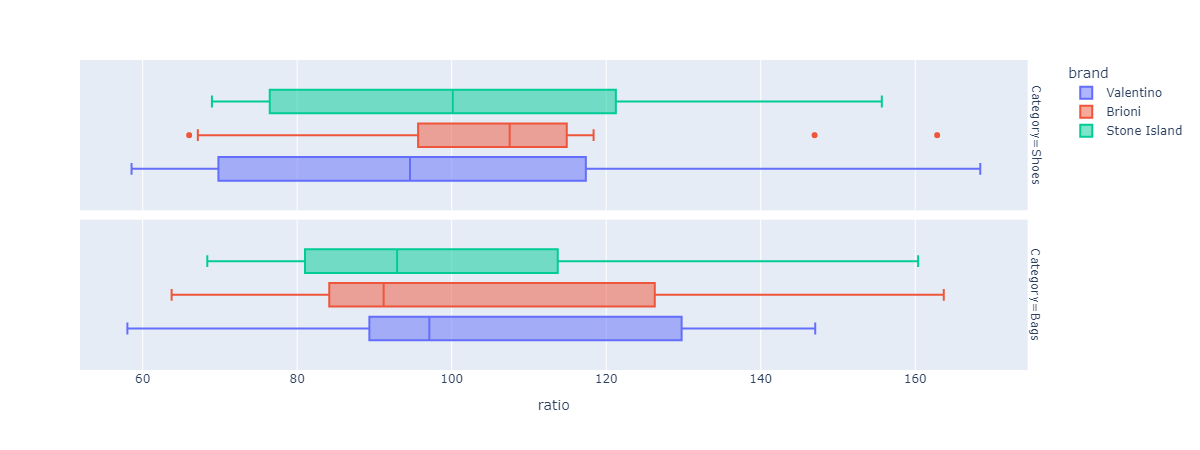 brand
Valentino
Brioni
Stone Island
Category=Shoes
Category=Bags
60 80 100 120 140 160
ratio